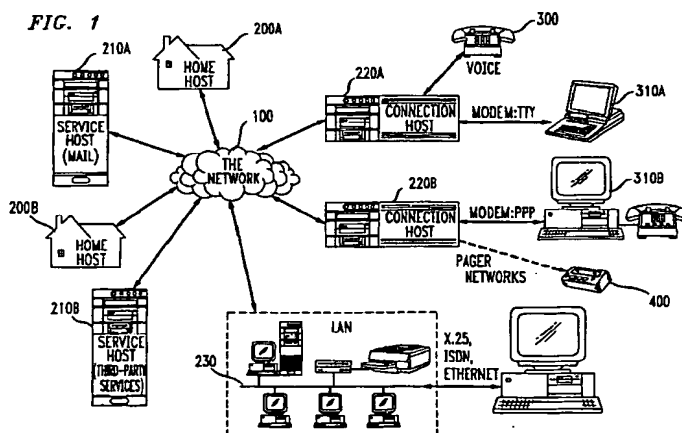 FIG. 1
210A
200A
300
HOME
HOST
220A
VOICE
310A
SERVICE
HOST
(MAIL)
100
CONNECTION
HOST
MODEM:TTY
THE
NETWORK
220B
310B
200B
HOME
HOST
CONNECTION
HOST
MODEM:PPP
PAGER
NETWORKS
400
210B
SERVICE
HOST
(THIRD-PARTY
SERVICES)
LAN
230
X.25,
ISDN,
ETHERNET